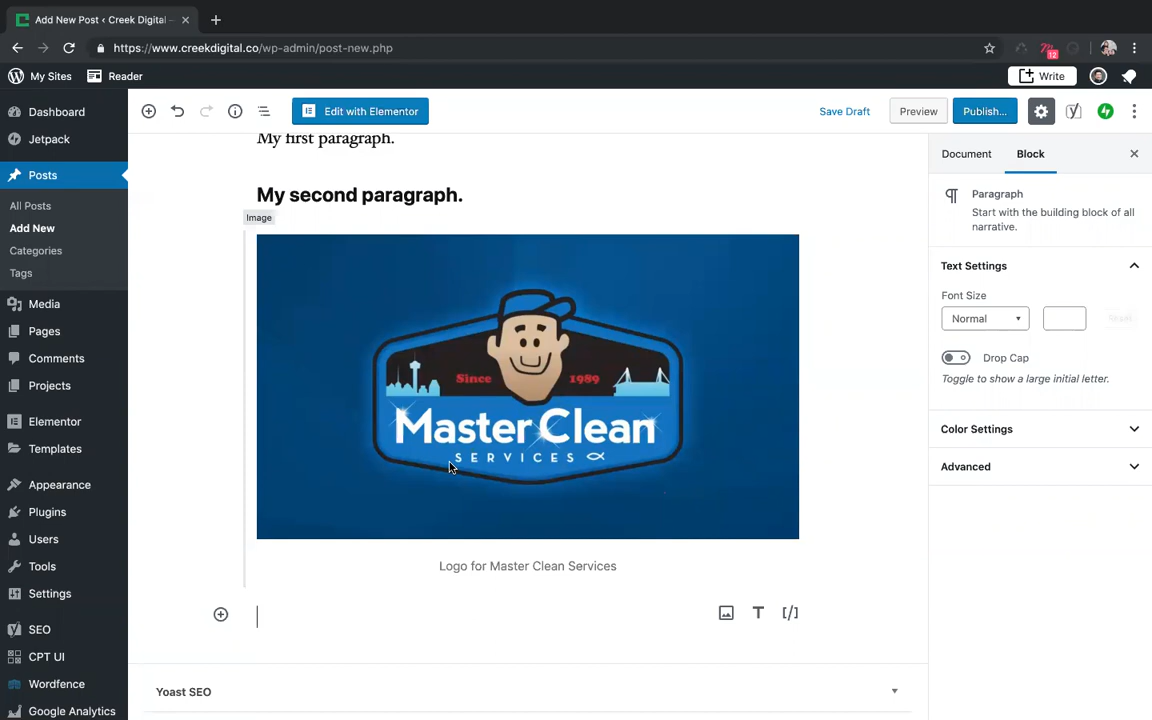 Add New Post ‹ Creek Digital –
https://www.creekdigital.co/wp-admin/post-new.php
12
My Sites
Reader
Write
Dashboard
Jetpack
Posts
All Posts
Add New
Categories
Tags
Media
Pages
Comments
Projects
Elementor
Templates
Appearance
Plugins
Users
Tools
Settings
SEO
CPT UI
Wordfence
Google Analytics
Edit with Elementor
Save Draft
Preview
Publish...
My first paragraph.
My second paragraph.
Image
Since 1989
Master Clean
SERVICES
Logo for Master Clean Services
Yoast SEO
Document
Block
Paragraph
Start with the building block of all
narrative.
Text Settings
Font Size
Normal
Reset
Drop Cap
Toggle to show a large initial letter.
Color Settings
Advanced